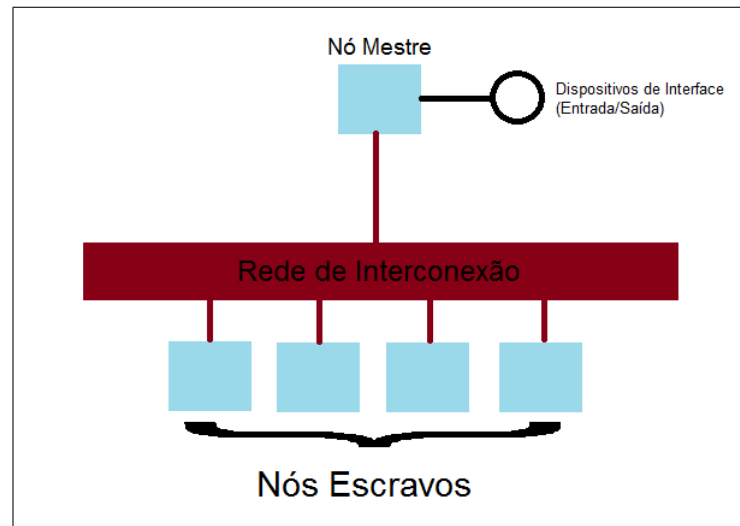 Nó Mestre
Dispositivos de Interface
(Entrada/Saída)
Rede de Interconexão
Nós Escravos